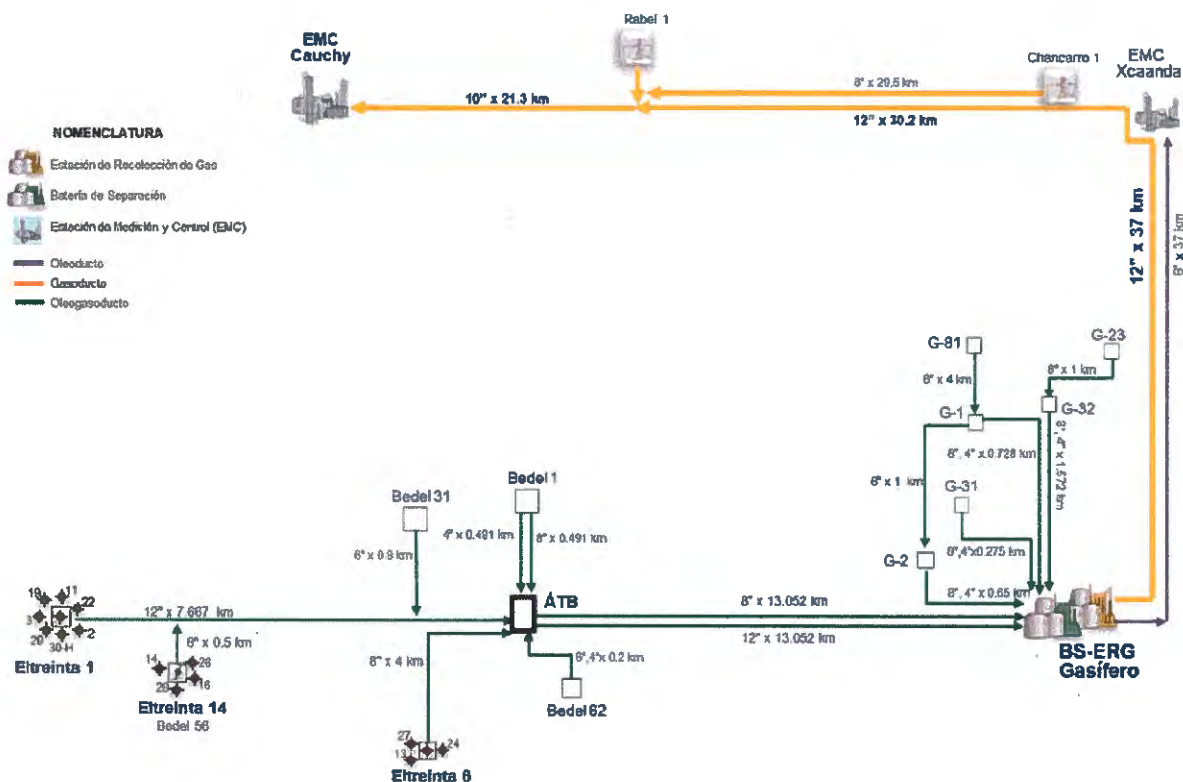 Rabel 1
EMC
Cauchy
Chancarro 1
EMC
Xcaanda
8" x 29.5 km
10" x 21.3 km
12" x 30.2 km
NOMENCLATURA
Estación de Recolección de Gas
Batería de Separación
Estación de Medición y Control (EMC)
Oleoducto
Gasoducto
Oleogasoducto
12" x 37 km
8" x 37 km
G-81
G-23
6" x 4 km
8" x 1 km
G-1
G-32
8", 4" x 0.728 km
8", 4" x 1.572 km
6" x 1 km
G-31
8",4"x0.275 km
G-2
8", 4" x 0.65 km
Bedel 31
Bedel 1
4" x 0.491 km
8" x 0.491 km
6" x 0.9 km
ATB
8" x 13.052 km
12" x 13.052 km
BS-ERG
Gasífero
19
11
22
3
20
30-H
2
12" x 7.667 km
Eltreinta 1
8" x 0.5 km
14
26
16
Eltreinta 14
Bedel 56
8" x 4 km
6",4"x 0.2 km
Bedel 62
27
24
13
Eltreinta 6